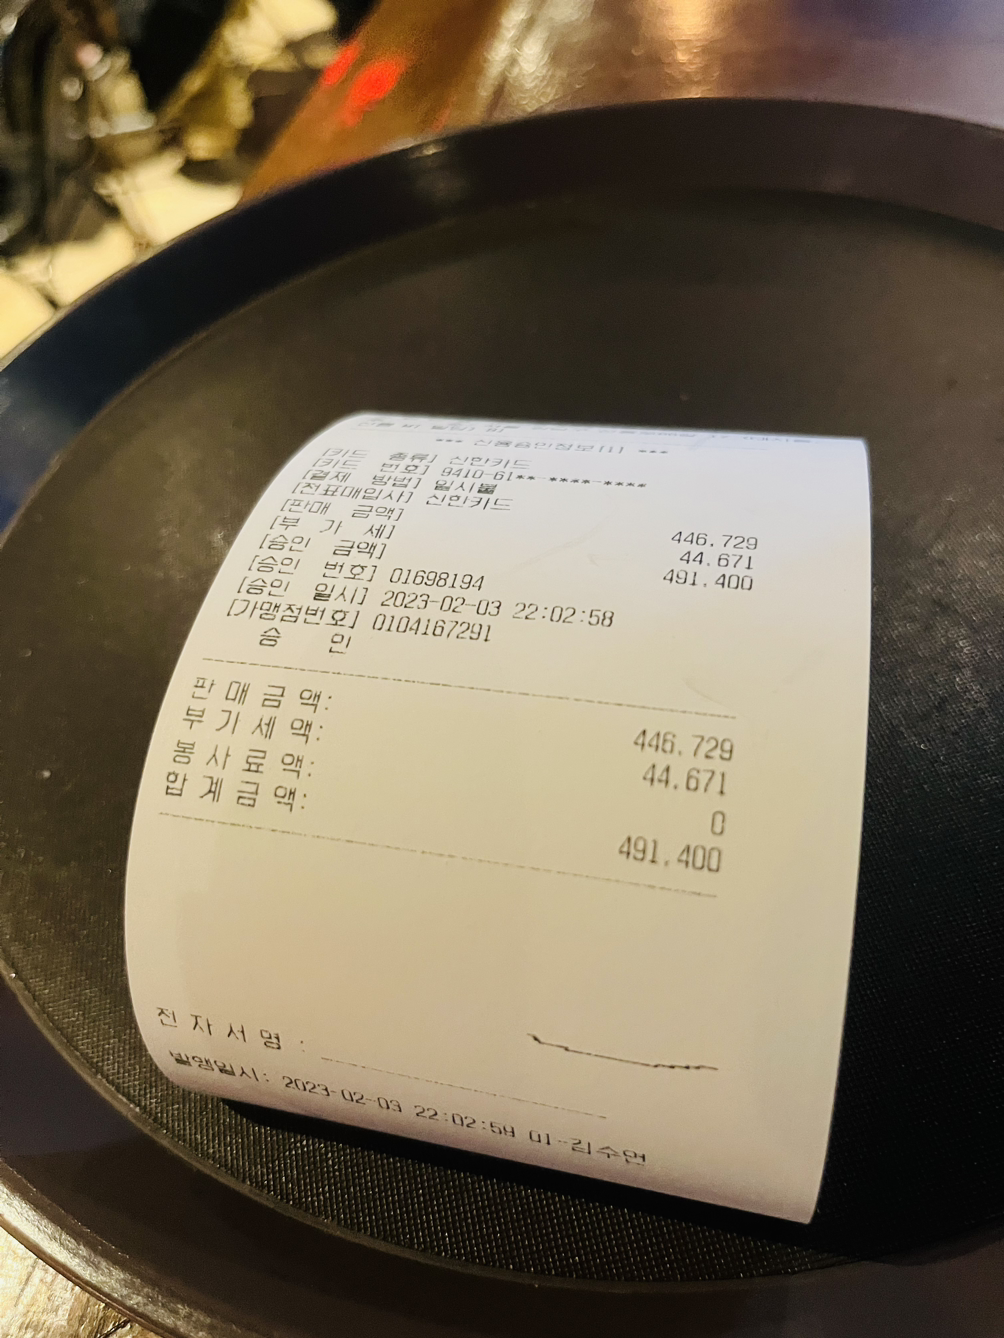 *** 신용승인정보[1] ***
[카드 종류] 신한카드
[카드 번호] 9410-61**-****-****
[결제 방법] 일시불
[전표매입사] 신한카드
[판매 금액] 446.729
[부 가 세] 44.671
[승인 금액] 491.400
[승인 번호] 01698194
[승인 일시] 2023-02-03 22:02:58
[가맹점번호] 0104167291
승 인
판 매 금 액: 446.729
부 가 세 액: 44.671
봉 사 료 액: 0
합 계 금 액: 491.400
전 자 서 명 :
발행일시: 2023-02-03 22:02:58 01-김수연